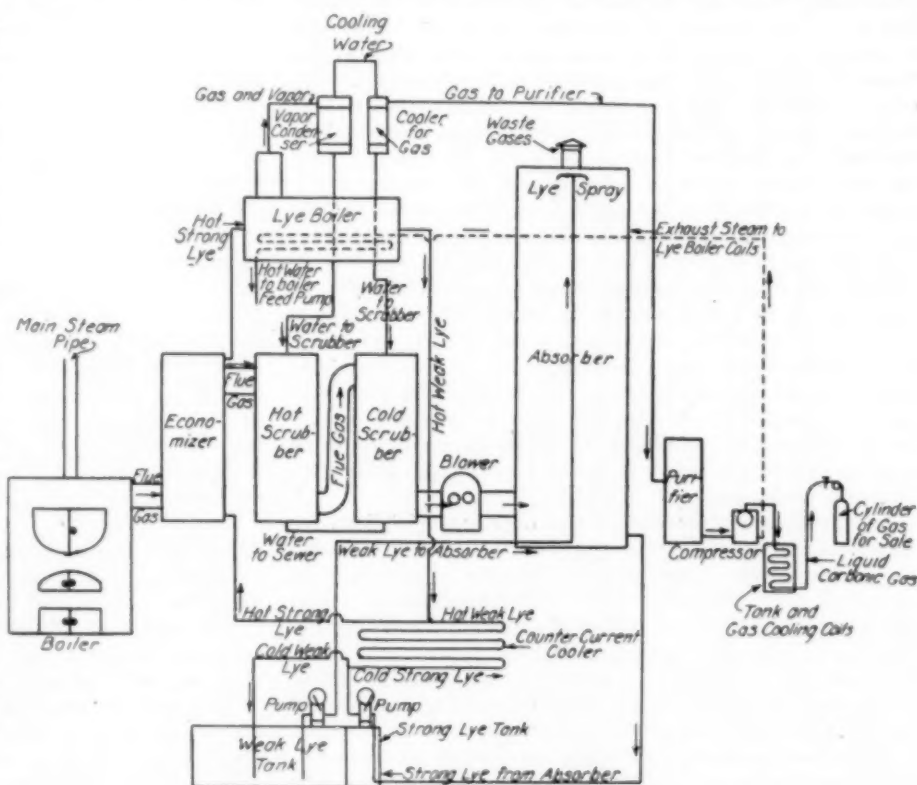 Cooling
Water
Gas and Vapor
Vapor
Conden-
ser
Cooler
for
Gas
Gas to Purifier
Waste
Gases
Lye Spray
Hot
Strong
Lye
Lye Boiler
Exhaust Steam to
Lye Boiler Coils
Hot Water
to boiler
Feed Pump
Water to
Scrubber
Water to
Scrubber
Main Steam
Pipe
Flue
Gas
Econo-
mizer
Flue
Gas
Hot
Scrub-
ber
Flue Gas
Cold
Scrub-
ber
Hot Weak Lye
Absorber
Blower
Water
to Sewer
Weak Lye to Absorber
Puri-
fier
Compressor
Cylinder
of Gas
for Sale
Liquid
Carbonic Gas
Tank and
Gas Cooling Coils
Boiler
Hot Strong
Lye
Hot Weak Lye
Counter Current
Cooler
Cold Weak
Lye
Cold Strong Lye
Pump
Pump
Strong Lye Tank
Weak Lye
Tank
Strong Lye from Absorber